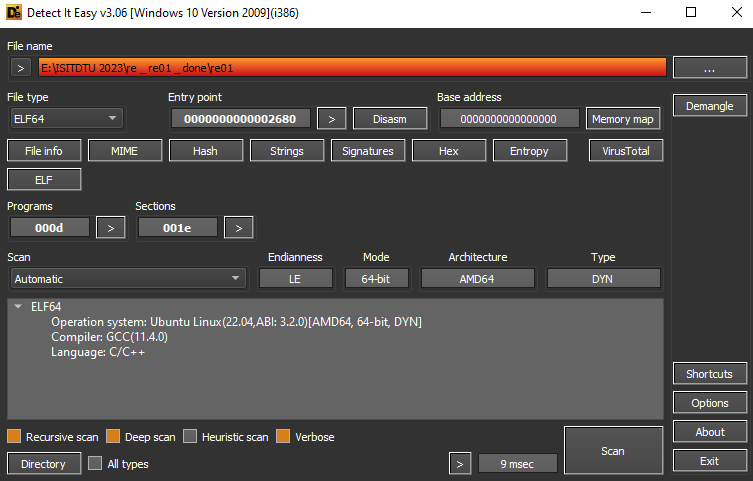 Detect It Easy v3.06 [Windows 10 Version 2009](i386)
File name
> E:\ISITDTU 2023\re_re01_done\re01 ...
File type Entry point Base address
ELF64 0000000000002680 > Disasm 0000000000000000 Memory map Demangle
File info MIME Hash Strings Signatures Hex Entropy VirusTotal
ELF
Programs Sections
000d > 001e >
Scan Endianness Mode Architecture Type
Automatic LE 64-bit AMD64 DYN
ELF64
Operation system: Ubuntu Linux(22.04,ABI: 3.2.0)[AMD64, 64-bit, DYN]
Compiler: GCC(11.4.0)
Language: C/C++
Shortcuts
Options
Recursive scan Deep scan Heuristic scan Verbose About
Directory All types > 9 msec Scan Exit